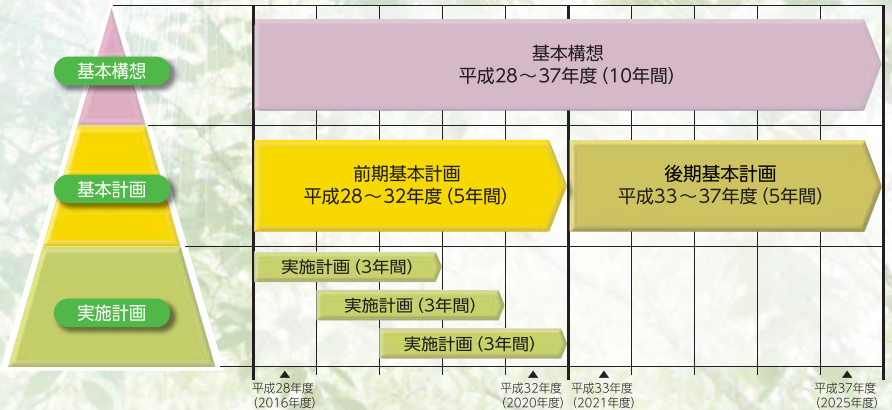 基本構想
基本構想
平成28～37年度（10年間）
基本計画
前期基本計画
平成28～32年度（5年間）
後期基本計画
平成33～37年度（5年間）
実施計画
実施計画（3年間）
実施計画（3年間）
実施計画（3年間）
平成28年度
（2016年度）
平成32年度
（2020年度）
平成33年度
（2021年度）
平成37年度
（2025年度）